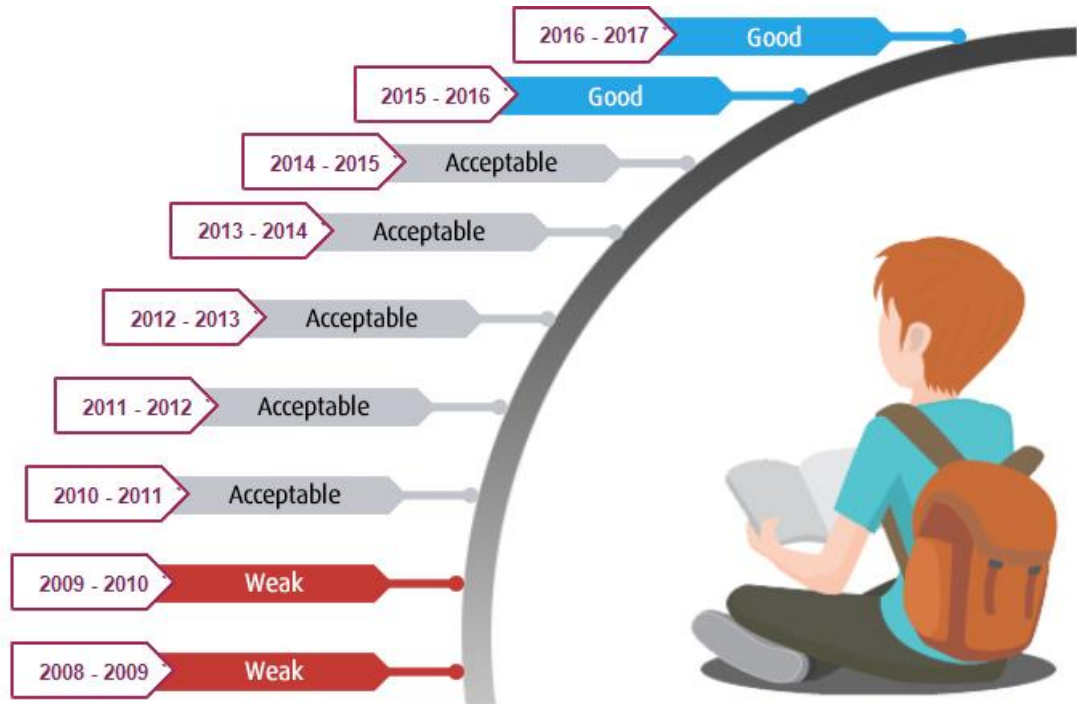 2016 - 2017 Good
2015 - 2016 Good
2014 - 2015 Acceptable
2013 - 2014 Acceptable
2012 - 2013 Acceptable
2011 - 2012 Acceptable
2010 - 2011 Acceptable
2009 - 2010 Weak
2008 - 2009 Weak